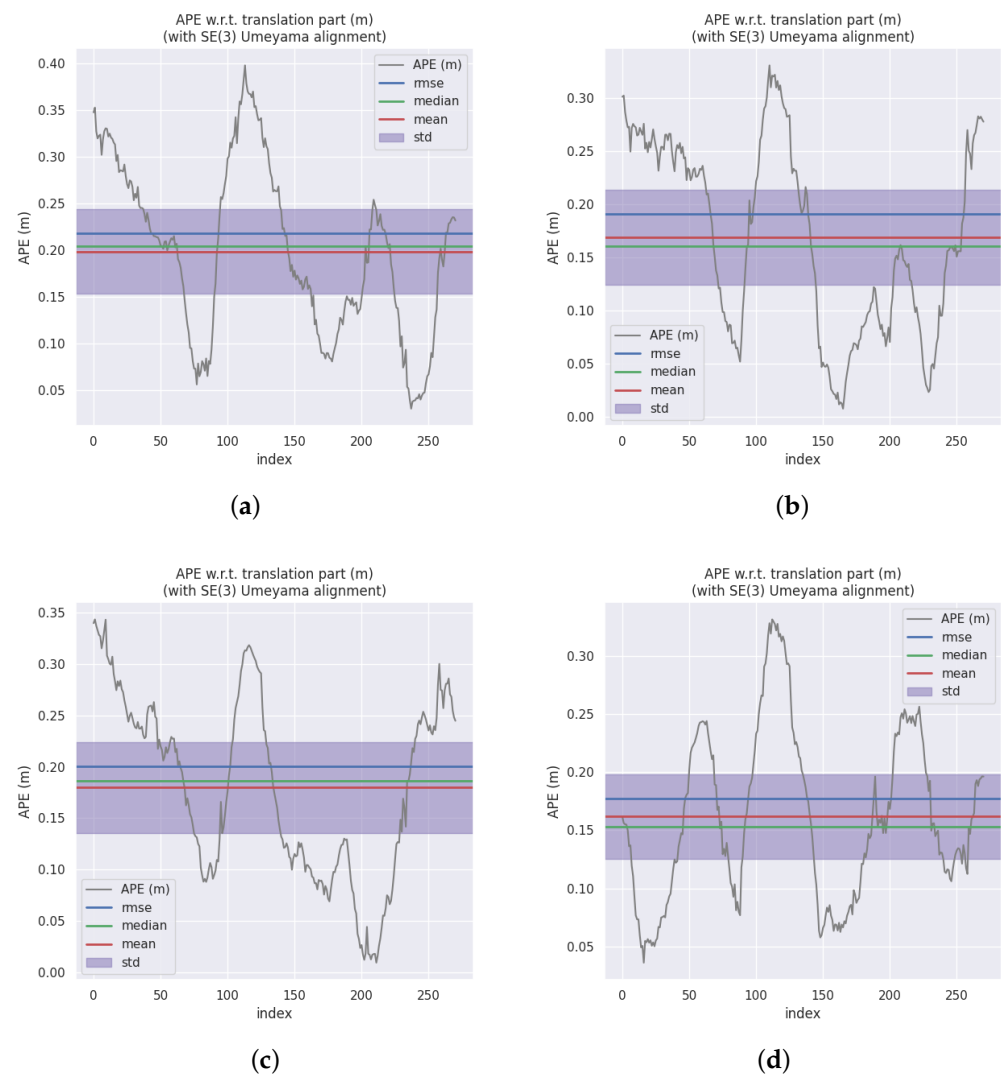 APE w.r.t. translation part (m)
(with SE(3) Umeyama alignment)
0.40
0.35
0.30
0.25
0.20
0.15
0.10
0.05
APE (m)
APE (m)
rmse
median
mean
std
0
50
100
150
200
250
index
(a)
APE w.r.t. translation part (m)
(with SE(3) Umeyama alignment)
0.30
0.25
0.20
0.15
0.10
0.05
0.00
APE (m)
APE (m)
rmse
median
mean
std
0
50
100
150
200
250
index
(b)
APE w.r.t. translation part (m)
(with SE(3) Umeyama alignment)
0.35
0.30
0.25
0.20
0.15
0.10
0.05
0.00
APE (m)
APE (m)
rmse
median
mean
std
0
50
100
150
200
250
index
(c)
APE w.r.t. translation part (m)
(with SE(3) Umeyama alignment)
0.30
0.25
0.20
0.15
0.10
0.05
APE (m)
APE (m)
rmse
median
mean
std
0
50
100
150
200
250
index
(d)